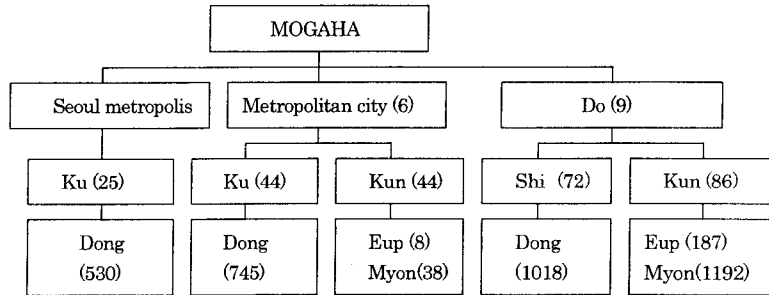 MOGAHA
Seoul metropolis
Metropolitan city (6)
Do (9)
Ku (25)
Ku (44)
Kun (44)
Shi (72)
Kun (86)
Dong
(530)
Dong
(745)
Eup (8)
Myon(38)
Dong
(1018)
Eup (187)
Myon(1192)